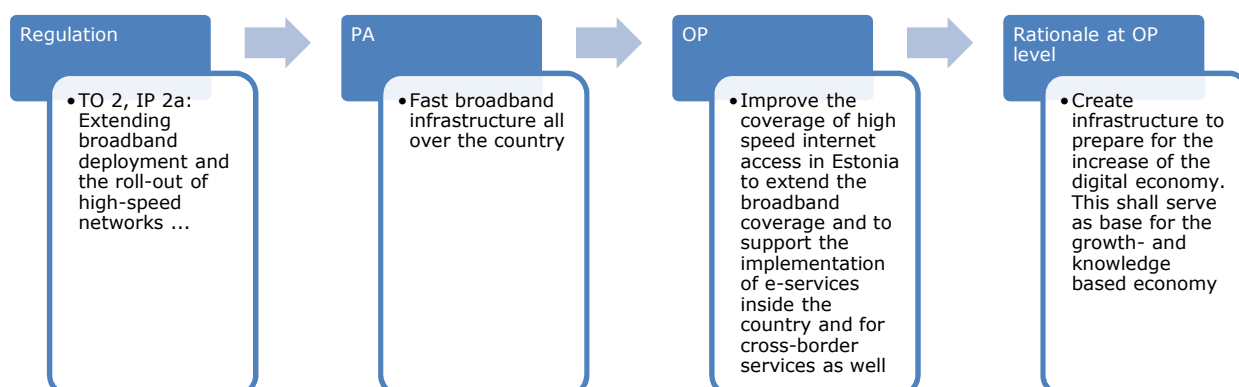 Regulation
•TO 2, IP 2a:
Extending
broadband
deployment and
the roll-out of
high-speed
networks ...
PA
•Fast broadband
infrastructure all
over the country
OP
•Improve the
coverage of high
speed internet
access in Estonia
to extend the
broadband
coverage and to
support the
implementation
of e-services
inside the
country and for
cross-border
services as well
Rationale at OP
level
•Create
infrastructure to
prepare for the
increase of the
digital economy.
This shall serve
as base for the
growth- and
knowledge
based economy